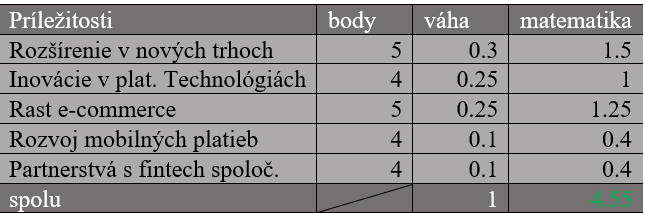 Príležitosti body váha matematika
Rozšírenie v nových trhoch 5 0.3 1.5
Inovácie v plat. Technológiách 4 0.25 1
Rast e-commerce 5 0.25 1.25
Rozvoj mobilných platieb 4 0.1 0.4
Partnerstvá s fintech spoloč. 4 0.1 0.4
spolu 1 4.55